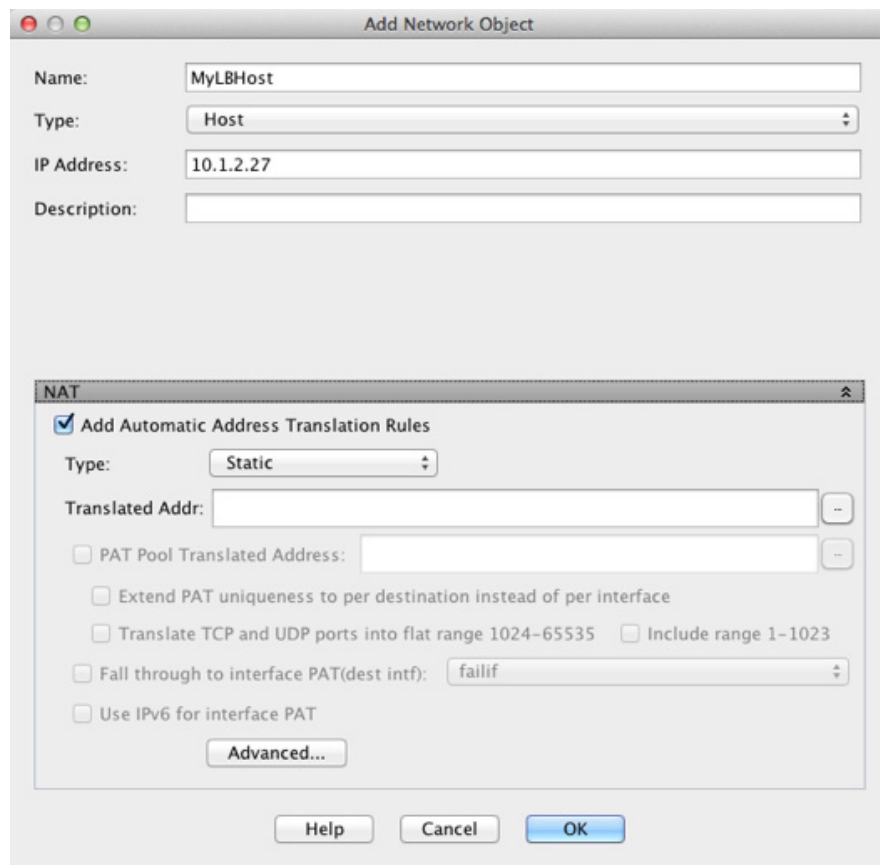 Add Network Object
Name: MyLBHost
Type: Host
IP Address: 10.1.2.27
Description:
NAT
Add Automatic Address Translation Rules
Type: Static
Translated Addr: ...
PAT Pool Translated Address: ...
Extend PAT uniqueness to per destination instead of per interface
Translate TCP and UDP ports into flat range 1024-65535 Include range 1-1023
Fall through to interface PAT(dest intf): failif
Use IPv6 for interface PAT
Advanced...
Help Cancel OK